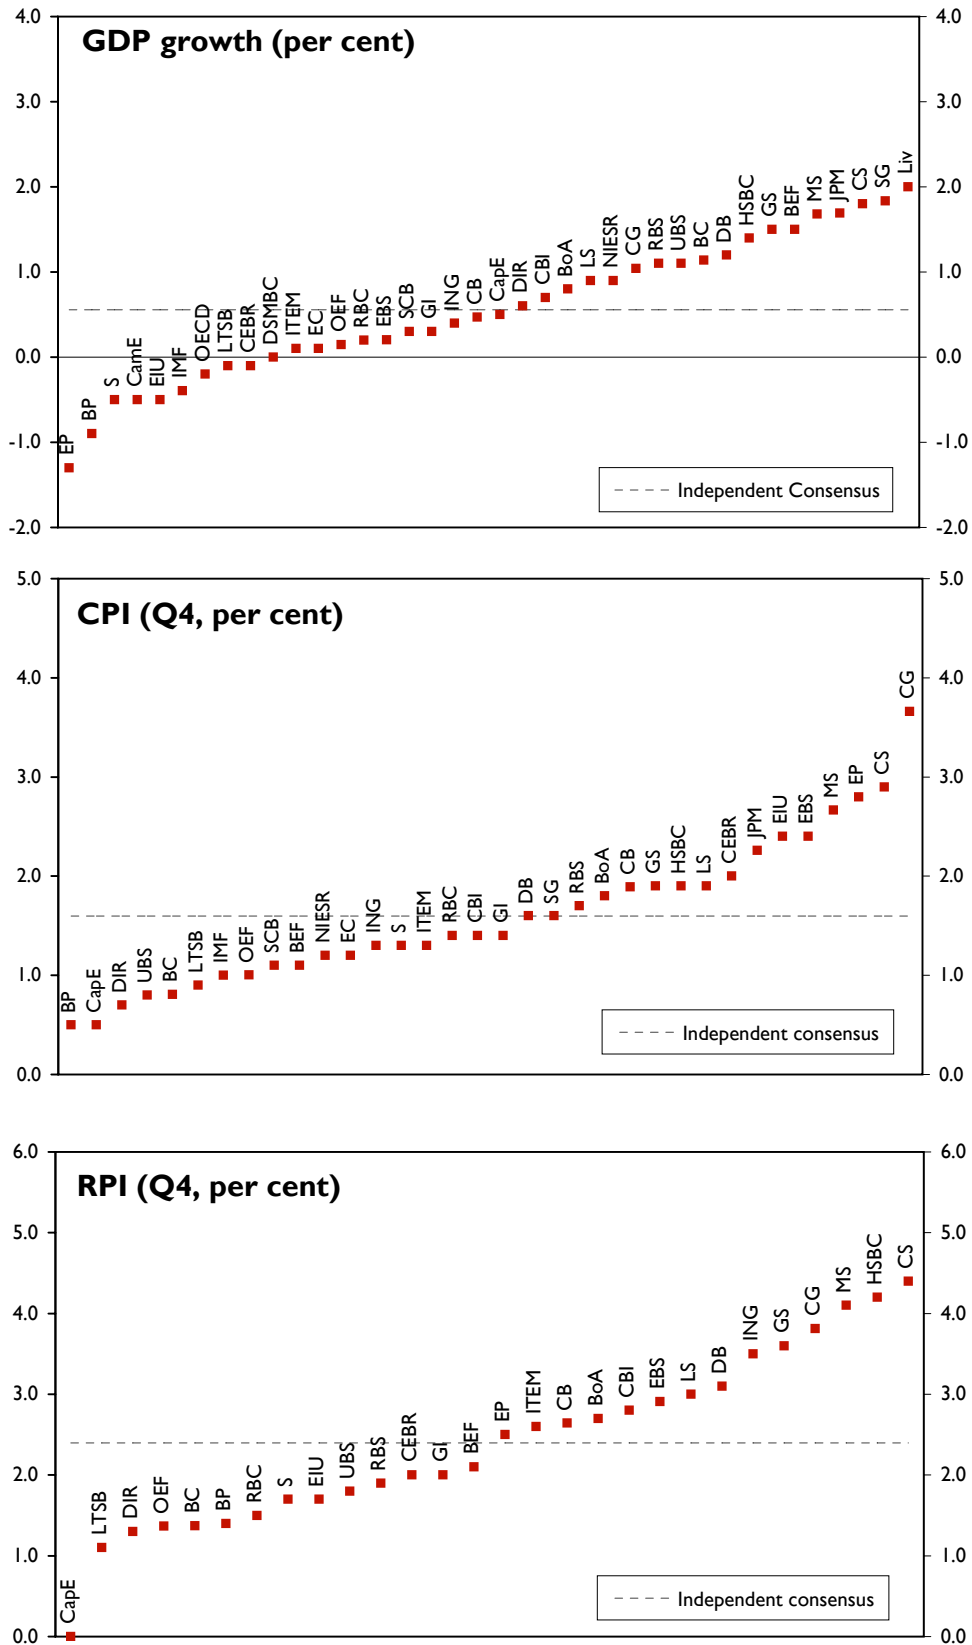 GDP growth (per cent)
4.0 4.0
3.0 3.0
2.0 2.0
1.0 1.0
0.0 0.0
-1.0 -1.0
-2.0 -2.0
EP BP S CamE EIU IMF OECD LTSB CEBR DSMBC ITEM EC OEF RBC EBS SCB GI ING CB CapE DIR CBI BoA LS NIESR CG RBS UBS BC DB HSBC GS BEF MS JPM CS SG Liv
Independent Consensus
CPI (Q4, per cent)
5.0 5.0
4.0 4.0
3.0 3.0
2.0 2.0
1.0 1.0
0.0 0.0
BP CapE DIR UBS BC LTSB IMF OEF SCB BEF NIESR EC ING S ITEM RBC CBI GI DB SG RBS BoA CB GS HSBC LS CEBR JPM EIU EBS MS EP CS CG
Independent consensus
RPI (Q4, per cent)
6.0 6.0
5.0 5.0
4.0 4.0
3.0 3.0
2.0 2.0
1.0 1.0
0.0 0.0
CapE LTSB DIR OEF BC BP RBC S EIU UBS RBS CEBR GI BEF EP ITEM CB BoA CBI EBS LS DB ING GS CG MS HSBC CS
Independent consensus